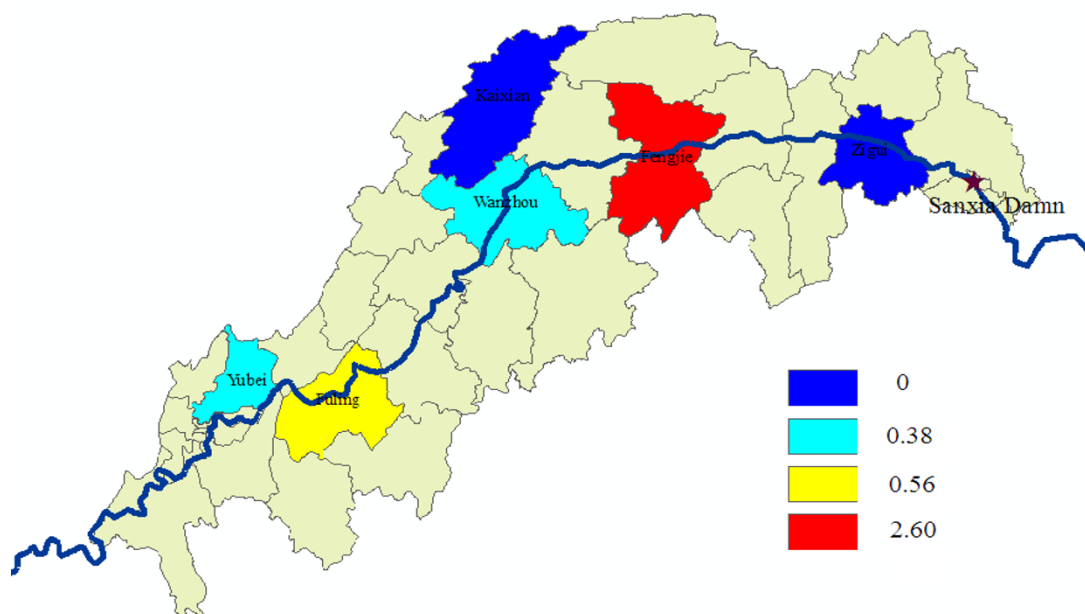 Kaixian
Fengjie
Zigui
Wanzhou
Sanxia Damn
Yubei
Fuling
0
0.38
0.56
2.60